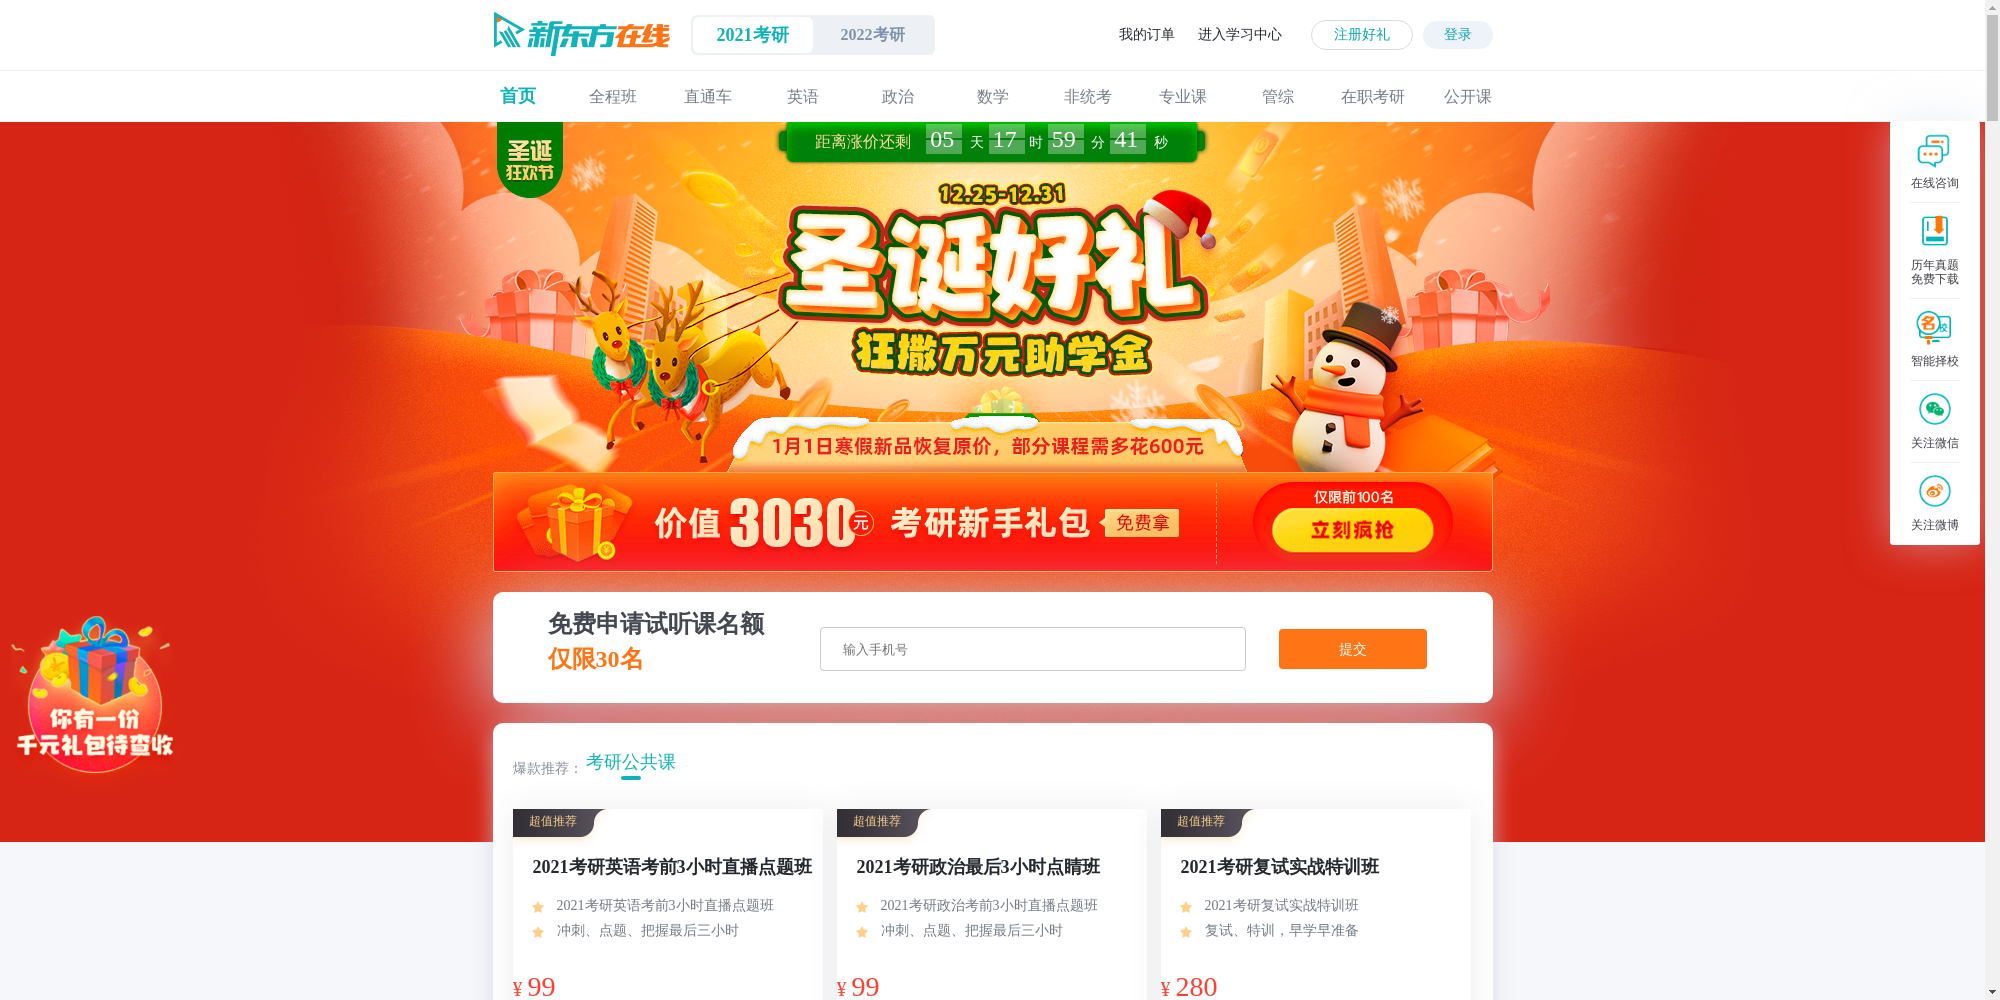 新东方在线
2021考研
2022考研
我的订单
进入学习中心
注册好礼
登录
首页
全程班
直通车
英语
政治
数学
非统考
专业课
管综
在职考研
公开课
圣诞
狂欢节
距离涨价还剩 05 天 17 时 59 分 41 秒
12.25-12.31
圣诞好礼
狂撒万元助学金
1月1日寒假新品恢复原价，部分课程需多花600元
价值3030元 考研新手礼包 免费拿
仅限前100名
立刻疯抢
在线咨询
历年真题
免费下载
名校
智能择校
关注微信
关注微博
你有一份
千元礼包待查收
免费申请试听课名额
仅限30名
输入手机号
提交
爆款推荐：
考研公共课
超值推荐
2021考研英语考前3小时直播点题班
2021考研英语考前3小时直播点题班
冲刺、点题、把握最后三小时
¥ 99
超值推荐
2021考研政治最后3小时点睛班
2021考研政治考前3小时直播点题班
冲刺、点题、把握最后三小时
¥ 99
超值推荐
2021考研复试实战特训班
2021考研复试实战特训班
复试、特训，早学早准备
¥ 280